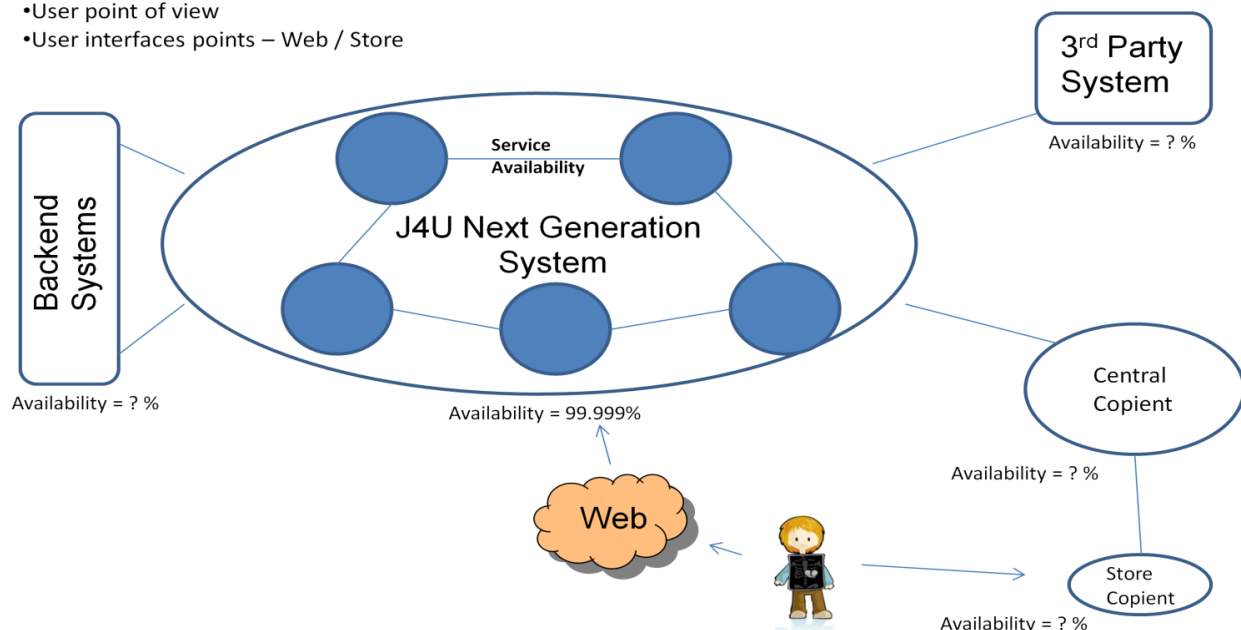 •User point of view
•User interfaces points – Web / Store
3rd Party
System
Availability = ? %
Backend
Systems
Availability = ? %
Service
Availability
J4U Next Generation
System
Availability = 99.999%
Central
Copient
Availability = ? %
Web
Store
Copient
Availability = ? %